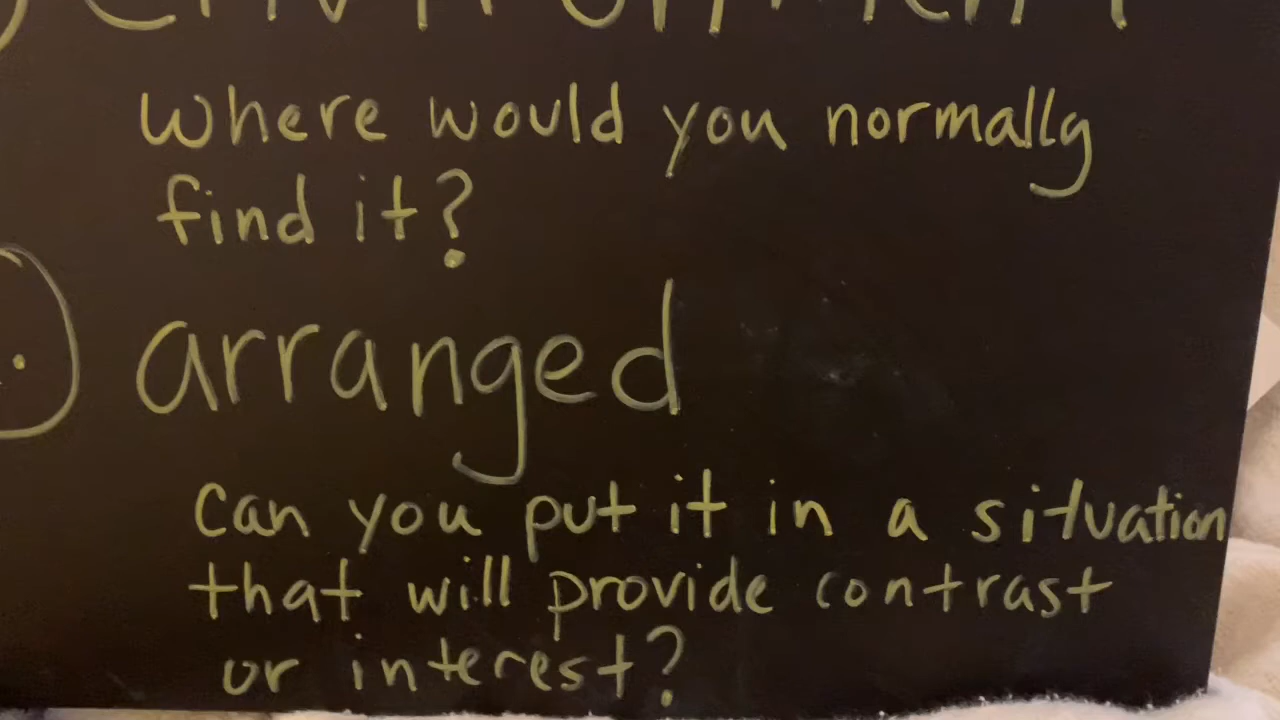 where would you normally
find it?
arranged
can you put it in a situation
that will provide contrast
or interest?